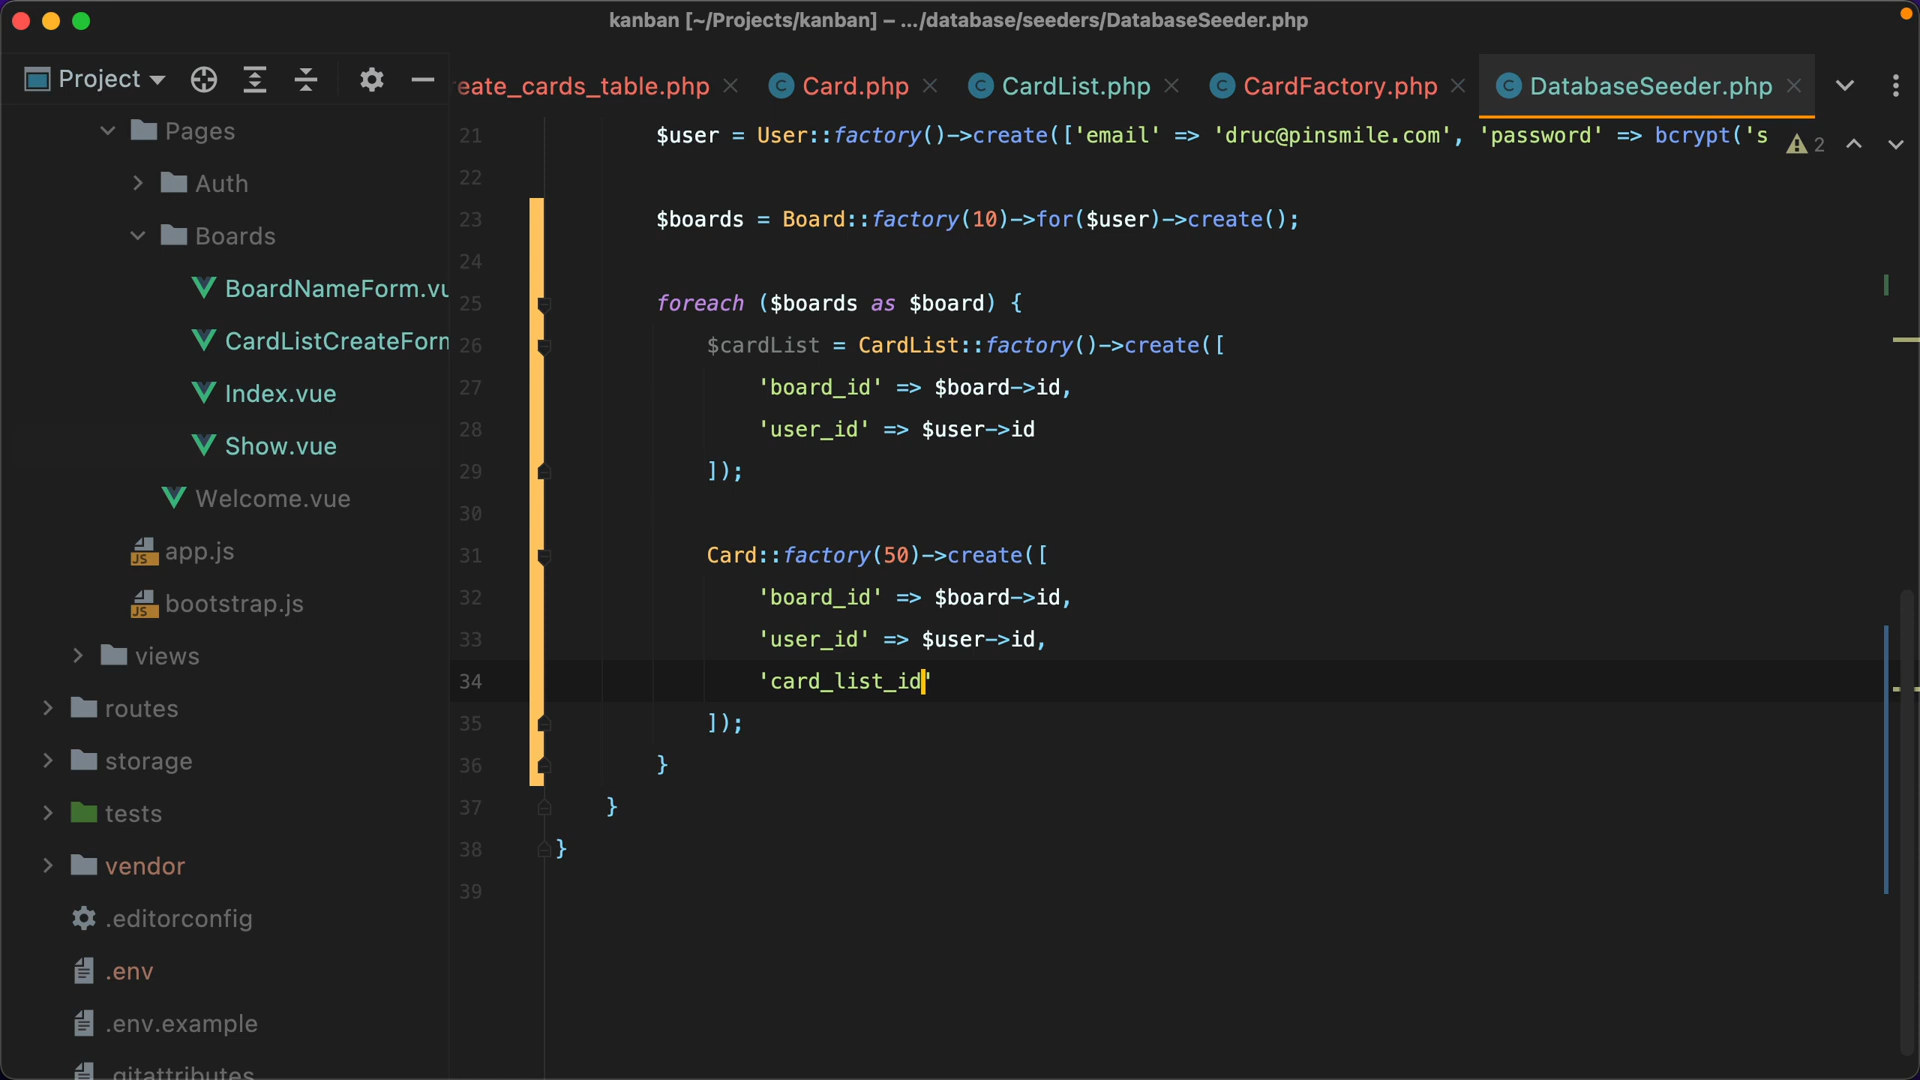 kanban [~/Projects/kanban] – .../database/seeders/DatabaseSeeder.php
Project
eate_cards_table.php
Card.php
CardList.php
CardFactory.php
DatabaseSeeder.php
Pages
Auth
Boards
BoardNameForm.vu
CardListCreateForm
Index.vue
Show.vue
Welcome.vue
app.js
bootstrap.js
views
routes
storage
tests
vendor
.editorconfig
.env
.env.example
.gitattributes
21 $user = User::factory()->create(['email' => 'druc@pinsmile.com', 'password' => bcrypt('s
2
22
23 $boards = Board::factory(10)->for($user)->create();
24
25 foreach ($boards as $board) {
26 $cardList = CardList::factory()->create([
27 'board_id' => $board->id,
28 'user_id' => $user->id
29 ]);
30
31 Card::factory(50)->create([
32 'board_id' => $board->id,
33 'user_id' => $user->id,
34 'card_list_id'
35 ]);
36 }
37 }
38 }
39